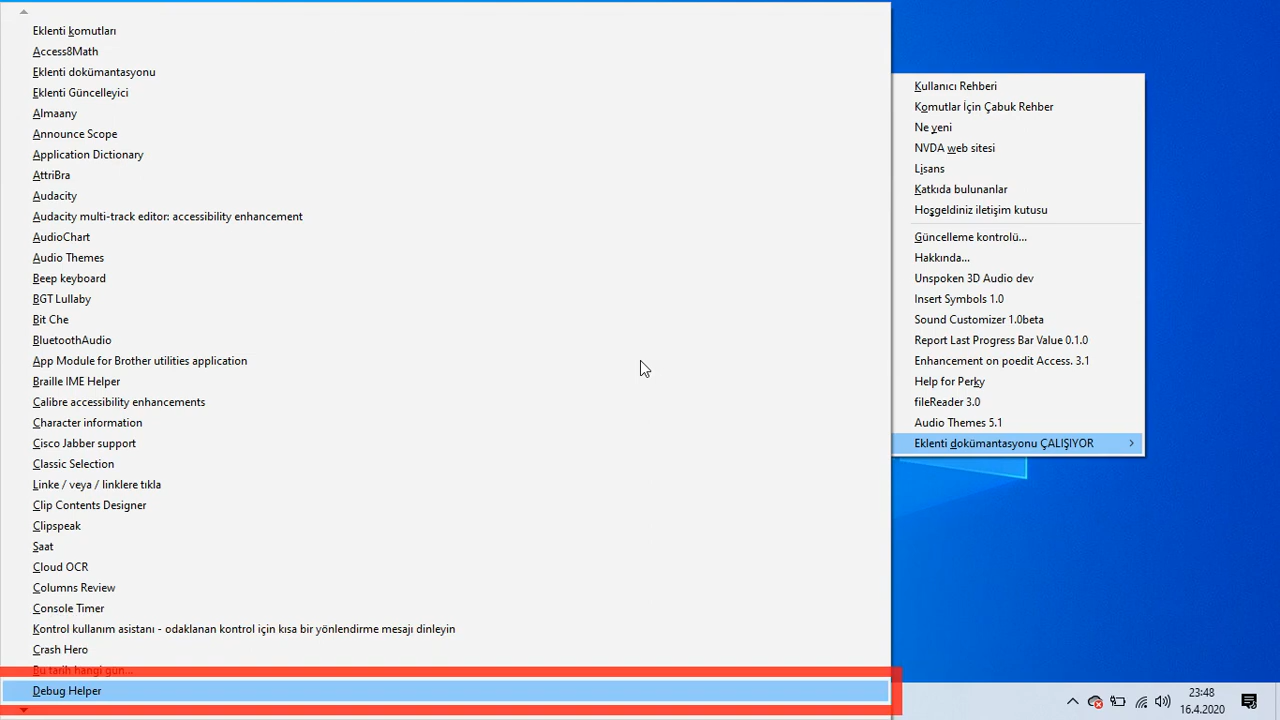 Eklenti komutları
Access8Math
Eklenti dokümantasyonu
Eklenti Güncelleyici
Almaany
Announce Scope
Application Dictionary
AttriBra
Audacity
Audacity multi-track editor: accessibility enhancement
AudioChart
Audio Themes
Beep keyboard
BGT Lullaby
Bit Che
BluetoothAudio
App Module for Brother utilities application
Braille IME Helper
Calibre accessibility enhancements
Character information
Cisco Jabber support
Classic Selection
Linke / veya / linklere tıkla
Clip Contents Designer
Clipspeak
Saat
Cloud OCR
Columns Review
Console Timer
Kontrol kullanım asistanı - odaklanan kontrol için kısa bir yönlendirme mesajı dinleyin
Crash Hero
Bu tarih hangi gün...
Debug Helper
Kullanıcı Rehberi
Komutlar İçin Çabuk Rehber
Ne yeni
NVDA web sitesi
Lisans
Katkıda bulunanlar
Hoşgeldiniz iletişim kutusu
Güncelleme kontrolü...
Hakkında...
Unspoken 3D Audio dev
Insert Symbols 1.0
Sound Customizer 1.0beta
Report Last Progress Bar Value 0.1.0
Enhancement on poedit Access. 3.1
Help for Perky
fileReader 3.0
Audio Themes 5.1
Eklenti dokümantasyonu ÇALIŞIYOR
23:48
16.4.2020